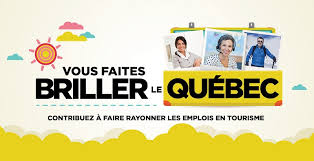 VOUS FAITES
BRILLER LE QUÉBEC
CONTRIBUEZ À FAIRE RAYONNER LES EMPLOIS EN TOURISME